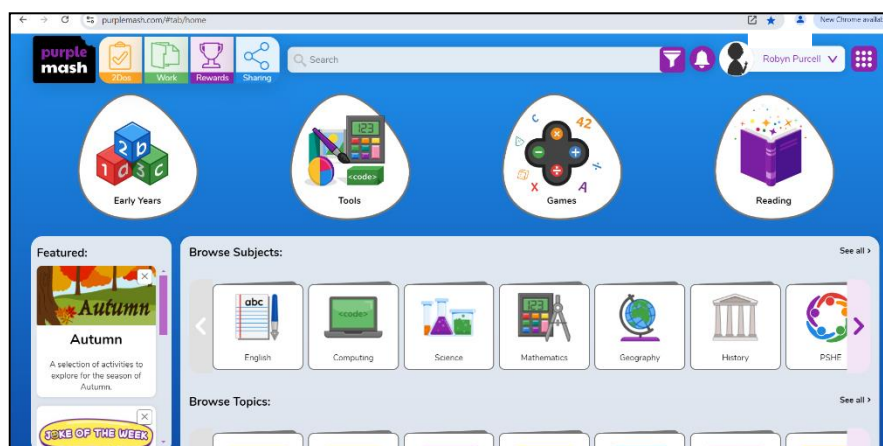 purplemash.com/#tab/home
New Chrome availab
purple
mash
2Dos
Work
Rewards
Sharing
Search
Robyn Purcell
2 b
1 a 3 c
Early Years
123
<code>
Tools
C
42
X
A
Games
Reading
Featured:
Autumn
Autumn
A selection of activities to
explore for the season of
Autumn.
JOKE OF THE WEEK
Browse Subjects:
See all >
abc
English
<code>
Computing
Science
123
Mathematics
Geography
History
PSHE
Browse Topics:
See all >